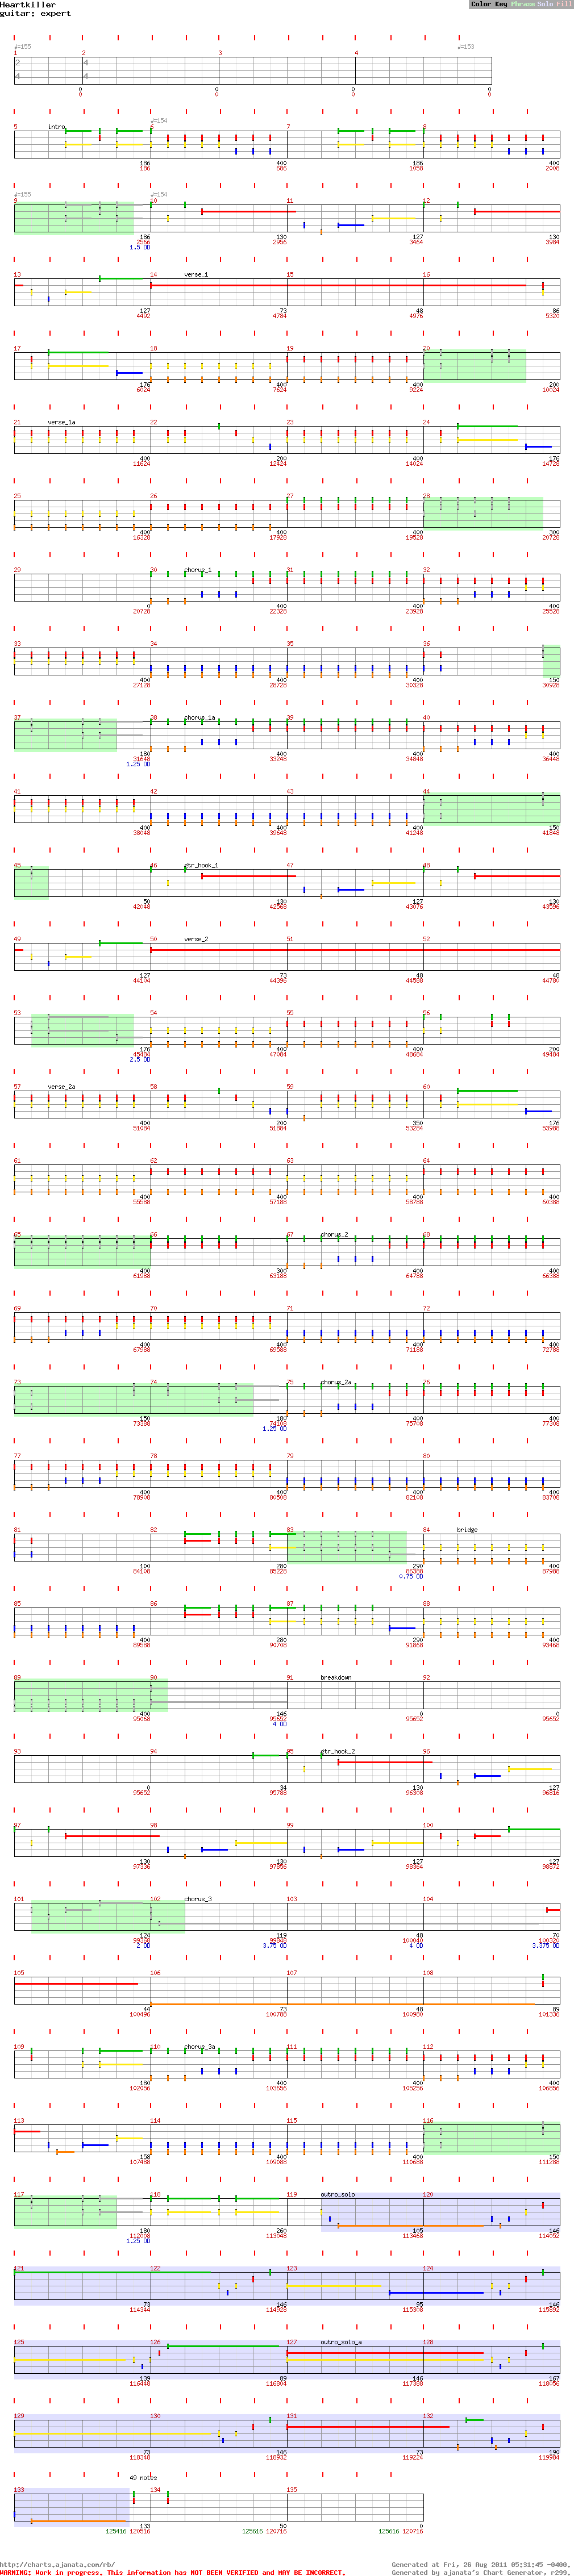 Heartkiller
guitar: expert
Color Key Phrase Solo Fill
♩=155 ♩=153
1 2 3 4
2 4
4 4
0 0 0
0 0 0
♩=154
5 intro 6 7 8
186 400 186 400
186 686 1058 2008
♩=155 ♩=154
9 10 11 12
186 130 127 130
2566 2956 3464 3984
1.5 OD
13 14 verse_1 15 16
127 73 48 86
4492 4784 4976 5320
17 18 19 20
176 400 400 200
6024 7624 9224 10024
21 verse_1a 22 23 24
400 200 400 176
11624 12424 14024 14728
25 26 27 28
400 400 400
16328 17928 19528 20728
29 30 chorus_1 31 32
0 400 400 400
20728 22328 23928 25528
33 34 35 36
400 400 400 150
27128 28728 30328 30928
37 38 chorus_1a 39 40
180 400 400 400
31648 33248 34848 36448
1.25 OD
41 42 43 44
400 400 400 150
38048 39648 41248 41848
45 46 gtr_hook_1 47 48
50 130 127 130
42048 42568 43076 43596
49 50 verse_2 51 52
127 73 48 48
44104 44396 44588 44780
53 54 55 56
176 400 400 200
45484 47084 48684 49484
2.5 OD
57 verse_2a 58 59 60
400 200 350 176
51084 51884 53284 53988
61 62 63 64
400 400 400 400
55588 57188 58788 60388
65 66 67 chorus_2 68
400 300 400 400
61988 63188 64788 66388
69 70 71 72
400 400 400 400
67988 69588 71188 72788
73 74 75 chorus_2a 76
150 180 400 400
73388 74108 75708 77308
1.25 OD
77 78 79 80
400 400 400 400
78908 80508 82108 83708
81 82 83 84 bridge
100 280 290 400
84108 85228 86388 87988
0.75 OD
85 86 87 88
400 280 290 400
89588 90708 91868 93468
89 90 91 breakdown 92
400 146 0 0
95068 95652 95652 95652
4 OD
93 94 95 gtr_hook_2 96
0 34 130 127
95652 95788 96308 96816
97 98 99 100
130 130 127 127
97336 97856 98364 98872
101 102 chorus_3 103 104
124 119 48 70
99368 99848 100040 100320
2 OD 3.75 OD 4 OD 3.375 OD
105 106 107 108
44 73 48 89
100496 100788 100980 101336
109 110 chorus_3a 111 112
180 400 400 400
102056 103656 105256 106856
113 114 115 116
158 400 400 150
107488 109088 110688 111288
117 118 119 outro_solo 120
180 260 105 146
112008 113048 113468 114052
1.25 OD
121 122 123 124
73 146 95 146
114344 114928 115308 115892
125 126 127 outro_solo_a 128
139 89 146 167
116448 116804 117388 118056
129 130 131 132
73 146 73 190
118348 118932 119224 119984
49 notes
133 134 135
133 50 0
125416 120516 125616 120716 125616 120716
http://charts.ajanata.com/rb/
Generated at Fri, 26 Aug 2011 05:31:45 -0400,
WARNING: Work in progress. This information has NOT BEEN VERIFIED and MAY BE INCORRECT.
Generated by ajanata's Chart Generator, r299.